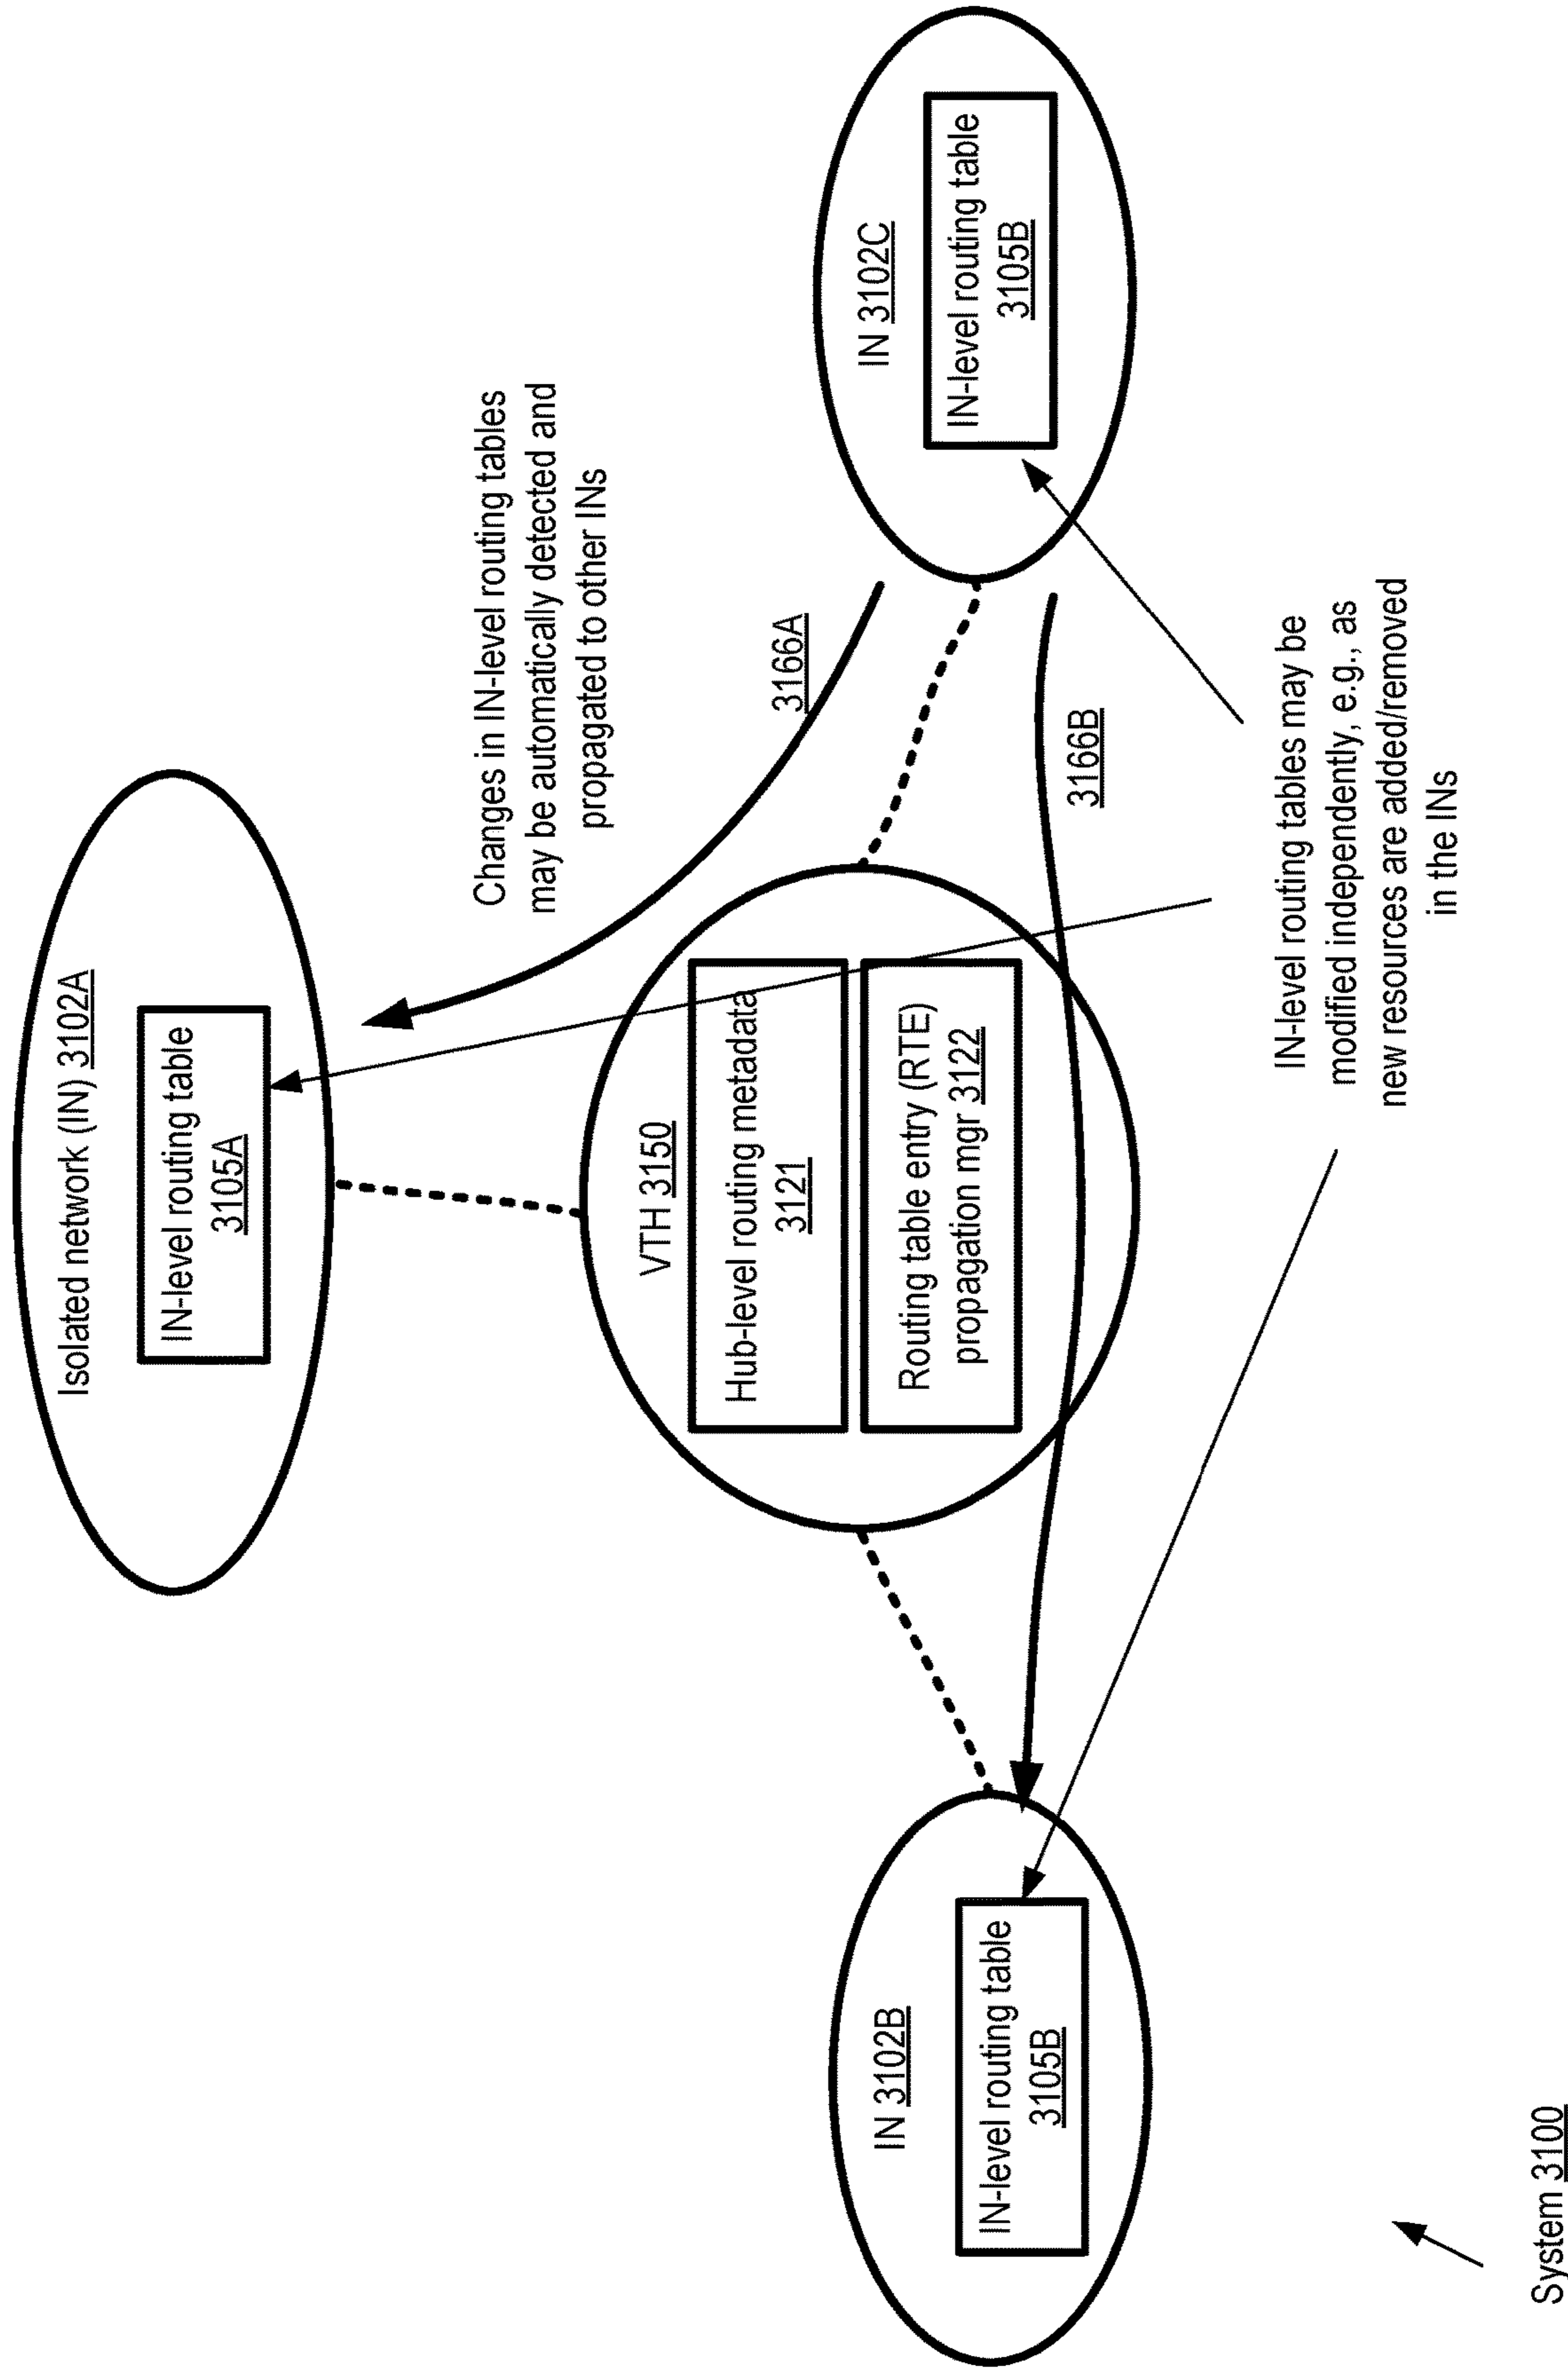 Isolated network (IN) 3102A
IN-level routing table
3105A
Changes in IN-level routing tables
may be automatically detected and
propagated to other INs
3166A
VTH 3150
Hub-level routing metadata
3121
Routing table entry (RTE)
propagation mgr 3122
IN 3102B
IN-level routing table
3105B
IN 3102C
IN-level routing table
3105B
3166B
IN-level routing tables may be
modified independently, e.g., as
new resources are added/removed
in the INs
System 3100